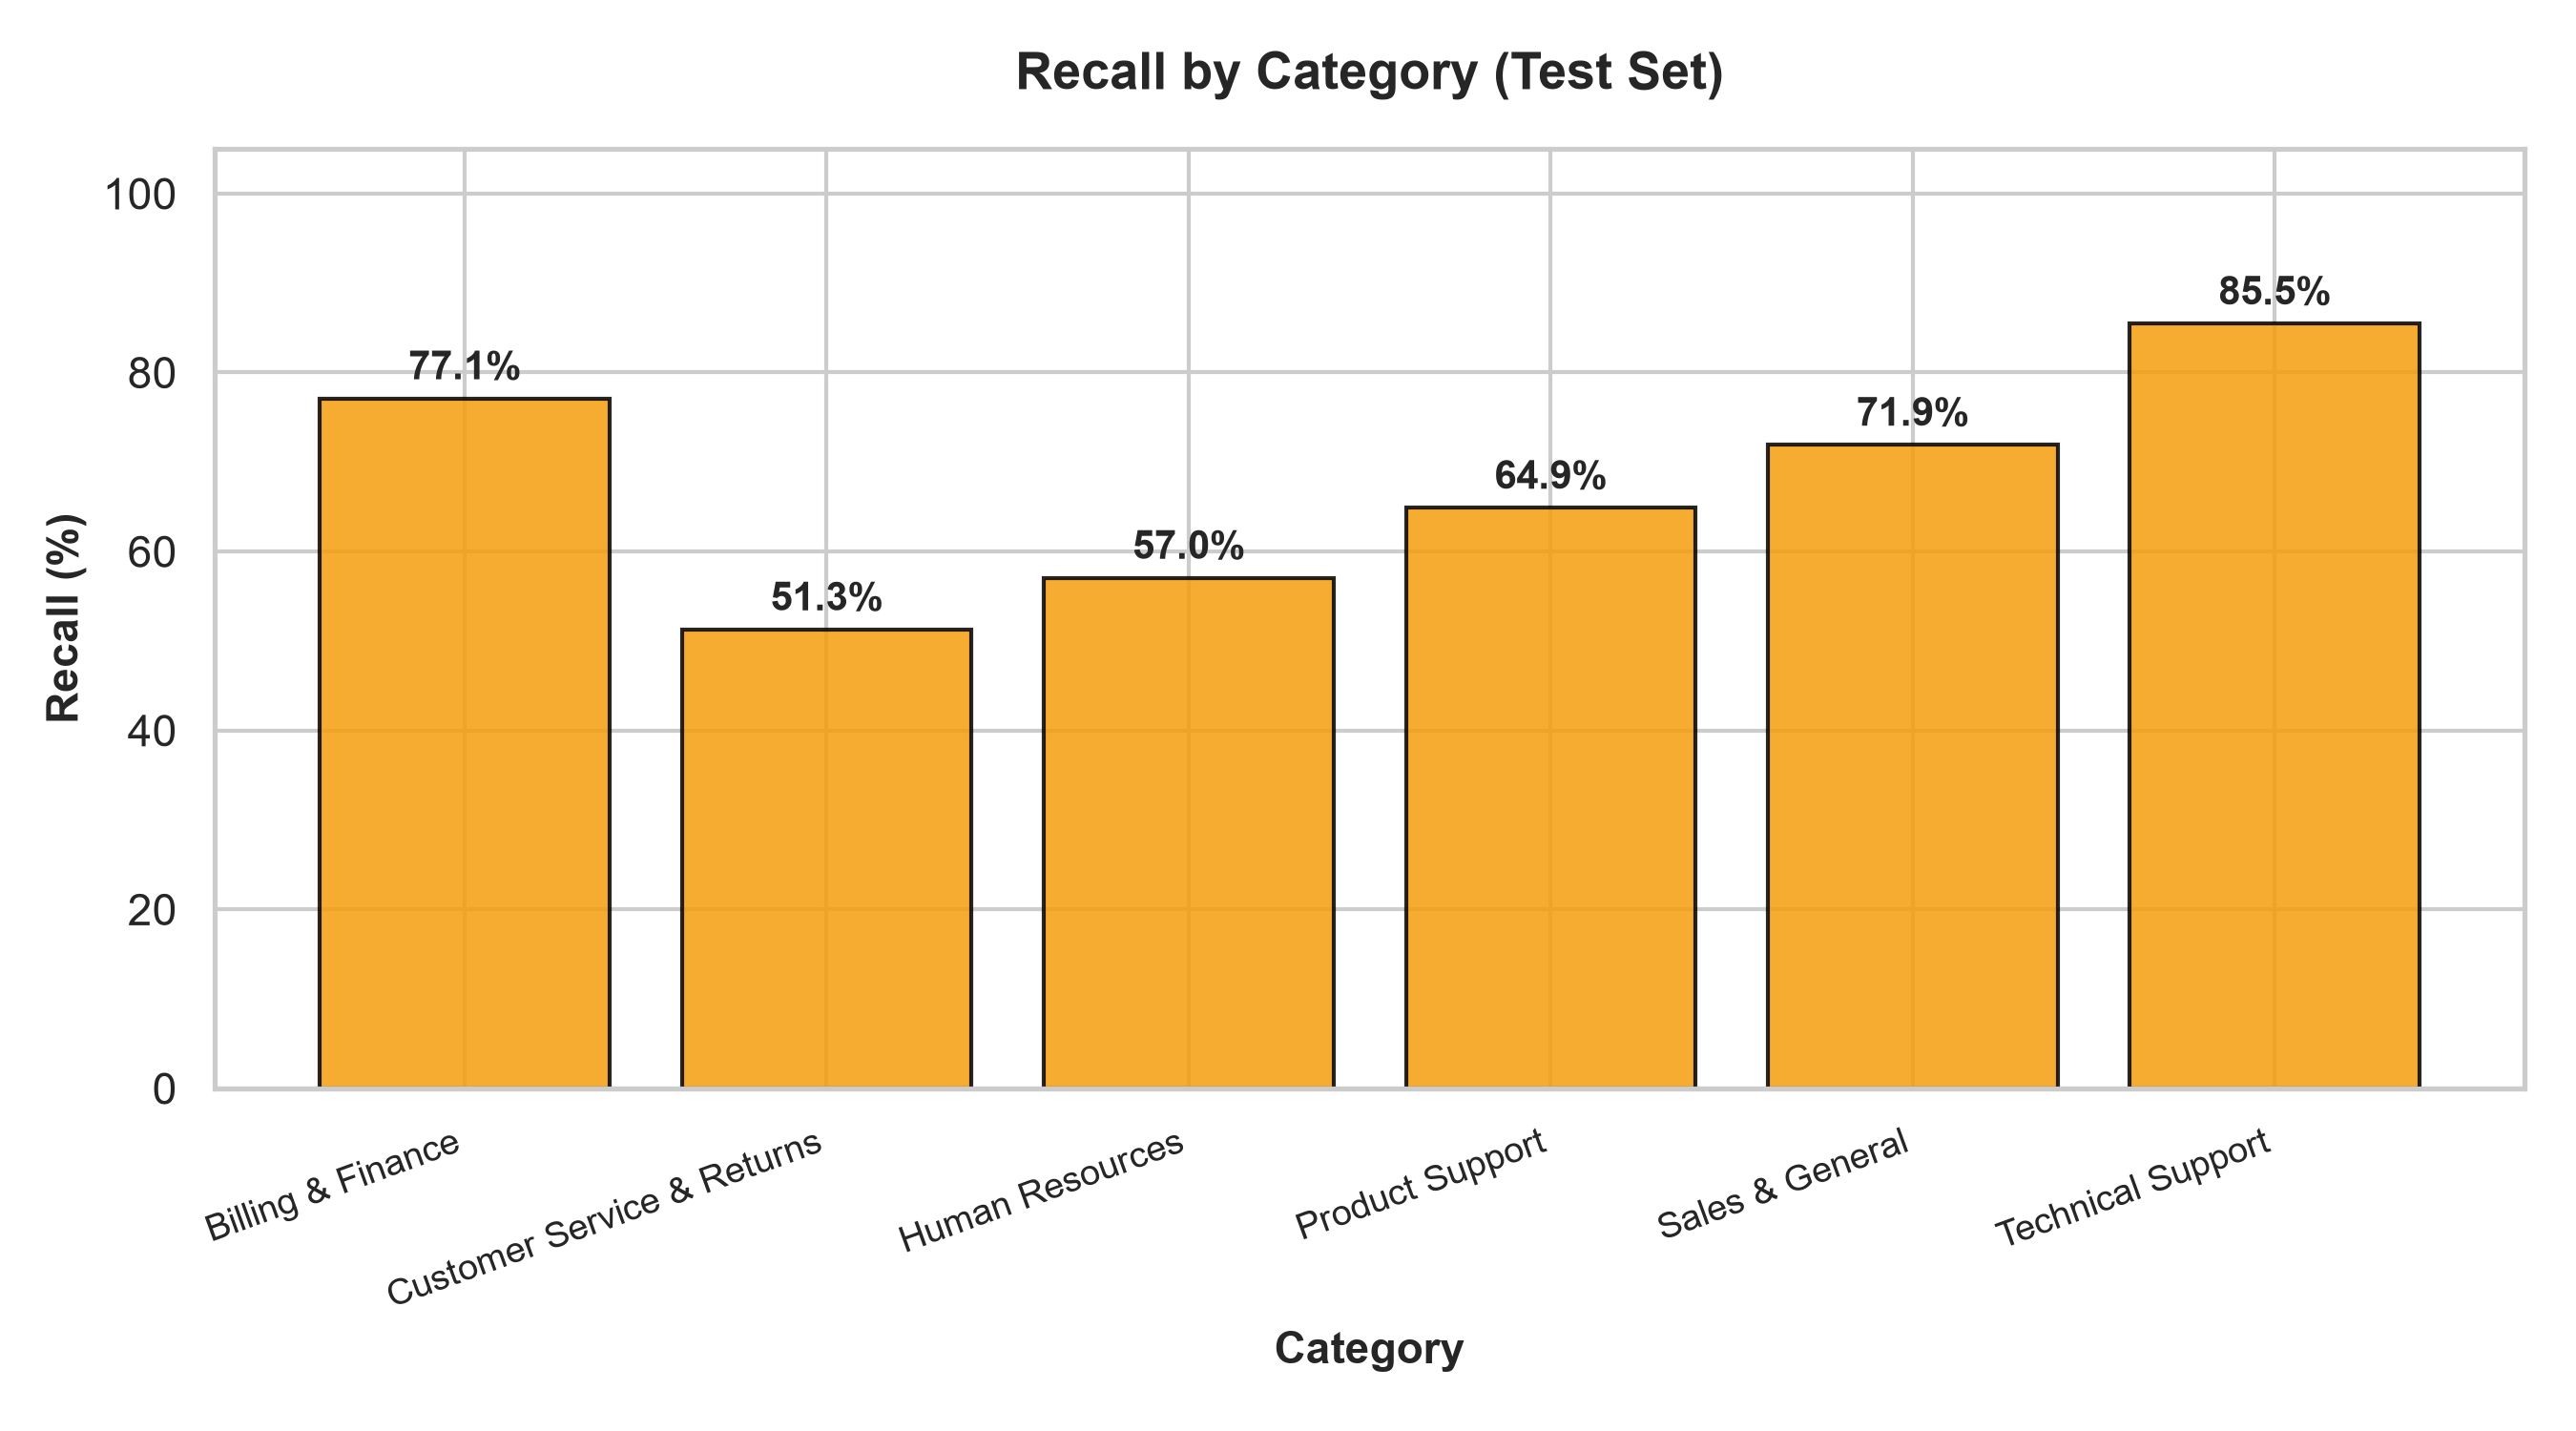 Recall by Category (Test Set)
Recall (%)
100
80
60
40
20
0
77.1%
51.3%
57.0%
64.9%
71.9%
85.5%
Billing & Finance
Customer Service & Returns
Human Resources
Product Support
Sales & General
Technical Support
Category